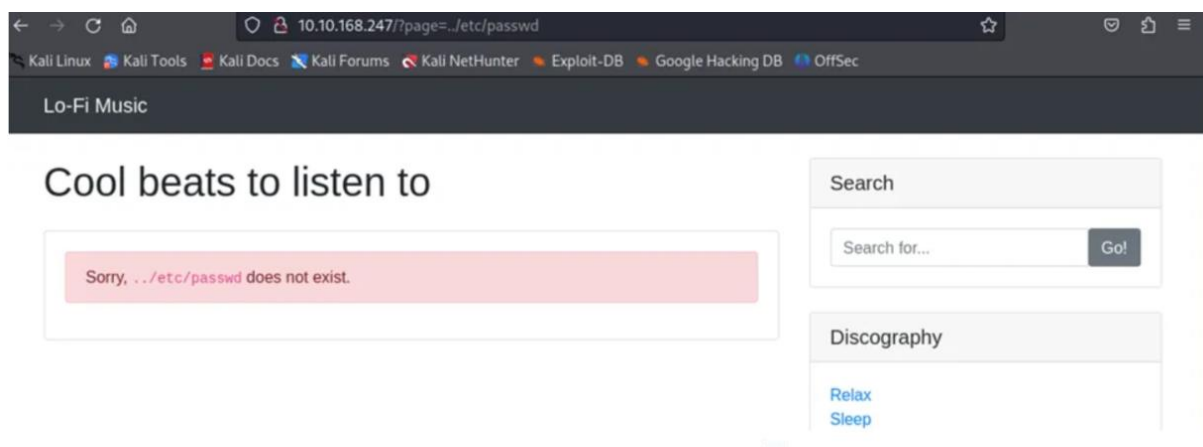 10.10.168.247/?page=../etc/passwd
Kali Linux Kali Tools Kali Docs Kali Forums Kali NetHunter Exploit-DB Google Hacking DB OffSec
Lo-Fi Music
Cool beats to listen to
Sorry, ../etc/passwd does not exist.
Search
Search for... Go!
Discography
Relax
Sleep